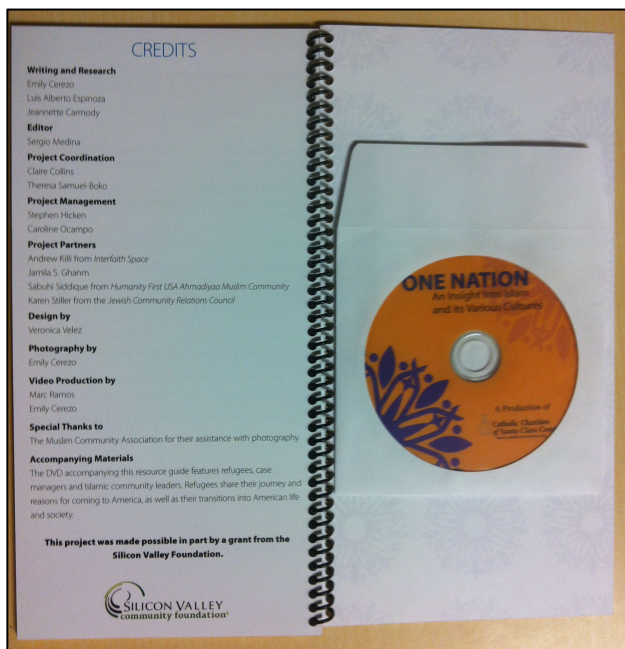 CREDITS
Writing and Research
Emily Cerezo
Luis Alberto Espinoza
Jeannette Carmody
Editor
Sergio Medina
Project Coordination
Claire Collins
Theresa Samuel-Boko
Project Management
Stephen Hicken
Caroline Ocampo
Project Partners
Andrew Killi from Interfaith Space
Jamila S. Ghanm
Sabuhi Siddique from Humanity First USA Ahmadiyaa Muslim Community
Karen Stiller from the Jewish Community Relations Council
Design by
Veronica Velez
Photography by
Emily Cerezo
Video Production by
Marc Ramos
Emily Cerezo
Special Thanks to
The Muslim Community Association for their assistance with photography.
Accompanying Materials
The DVD accompanying this resource guide features refugees, case
managers and Islamic community leaders. Refugees share their journey and
reasons for coming to America, as well as their transitions into American life
and society.
This project was made possible in part by a grant from the
Silicon Valley Foundation.
SILICON VALLEY
community foundation®
ONE NATION
An Insight Into Islam
and its Various Cultures
A Production of
Catholic Charities
of Santa Clara